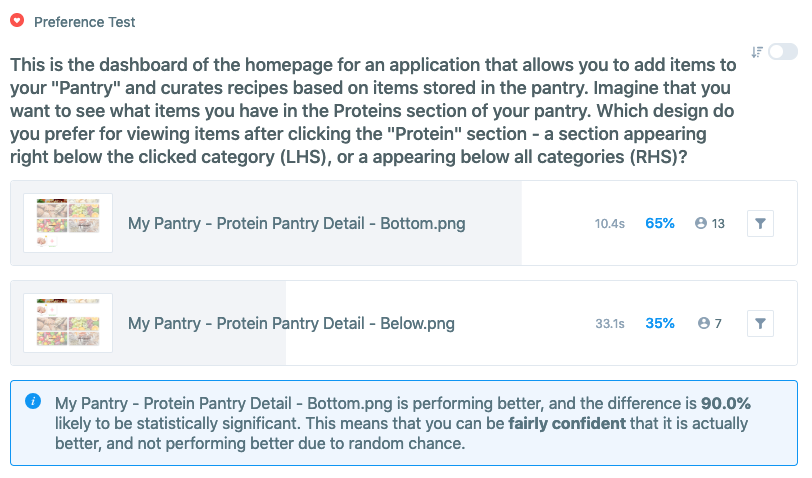 Preference Test
This is the dashboard of the homepage for an application that allows you to add items to
your "Pantry" and curates recipes based on items stored in the pantry. Imagine that you
want to see what items you have in the Proteins section of your pantry. Which design do
you prefer for viewing items after clicking the "Protein" section - a section appearing
right below the clicked category (LHS), or a appearing below all categories (RHS)?
My Pantry - Protein Pantry Detail - Bottom.png 10.4s 65% 13
My Pantry - Protein Pantry Detail - Below.png 33.1s 35% 7
My Pantry - Protein Pantry Detail - Bottom.png is performing better, and the difference is 90.0%
likely to be statistically significant. This means that you can be fairly confident that it is actually
better, and not performing better due to random chance.